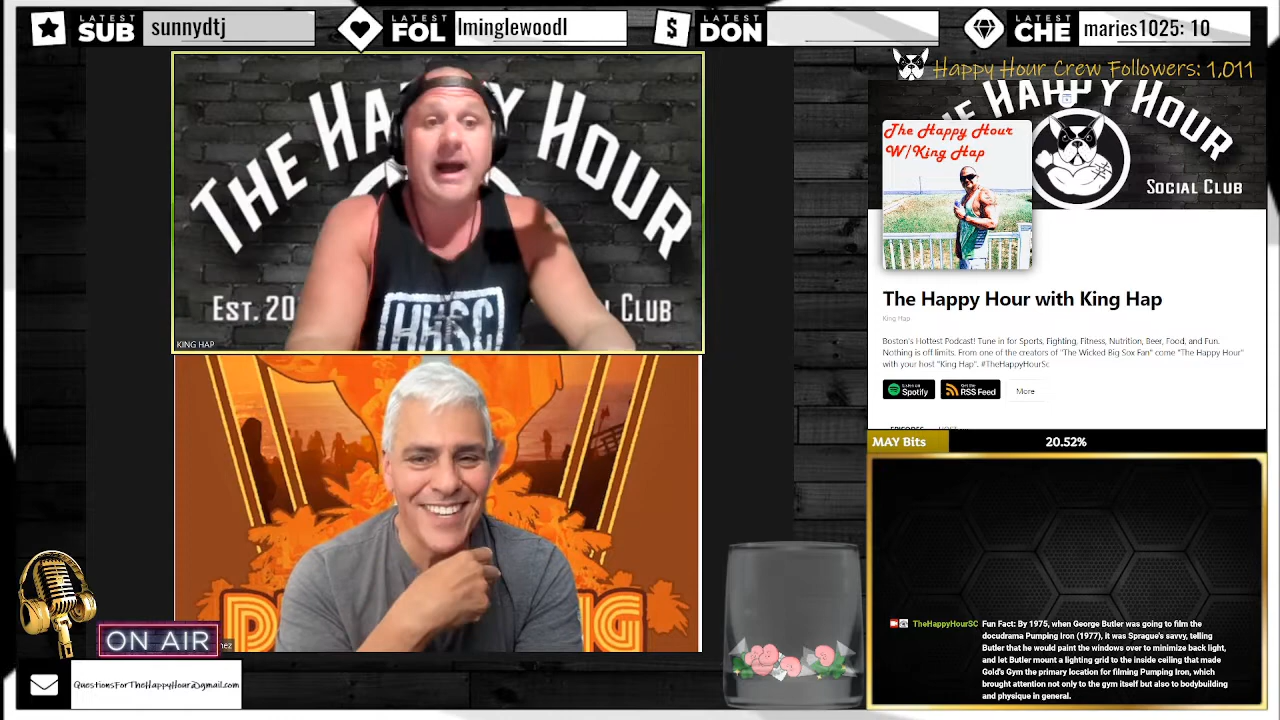 LATEST
SUB
sunnydtj
LATEST
FOL
lminglewoodl
LATEST
DON
LATEST
CHE
maries1025: 10
Happy Hour Crew Followers: 1,011
THE HAPPY HOUR
EST. 20
CLUB
HHSC
KING HAP
THE HAPPY HOUR
SOCIAL CLUB
The Happy Hour
W/King Hap
The Happy Hour with King Hap
King Hap
Boston's Hottest Podcast! Tune in for Sports, Fighting, Fitness, Nutrition, Beer, Food, and Fun.
Nothing is off limits. From one of the creators of "The Wicked Big Sox Fan" come "The Happy Hour"
with your host "King Hap". #TheHappyHourSc
Listen on
Spotify
Get the
RSS Feed
More
MAY Bits
20.52%
TheHappyHourSC Fun Fact: By 1975, when George Butler was going to film the
docudrama Pumping Iron (1977), it was Sprague's savvy, telling
Butler that he would paint the windows over to minimize back light,
and let Butler mount a lighting grid to the inside ceiling that made
Gold's Gym the primary location for filming Pumping Iron, which
brought attention not only to the gym itself but also to bodybuilding
and physique in general.
ON AIR
QuestionsForTheHappyHour@gmail.com